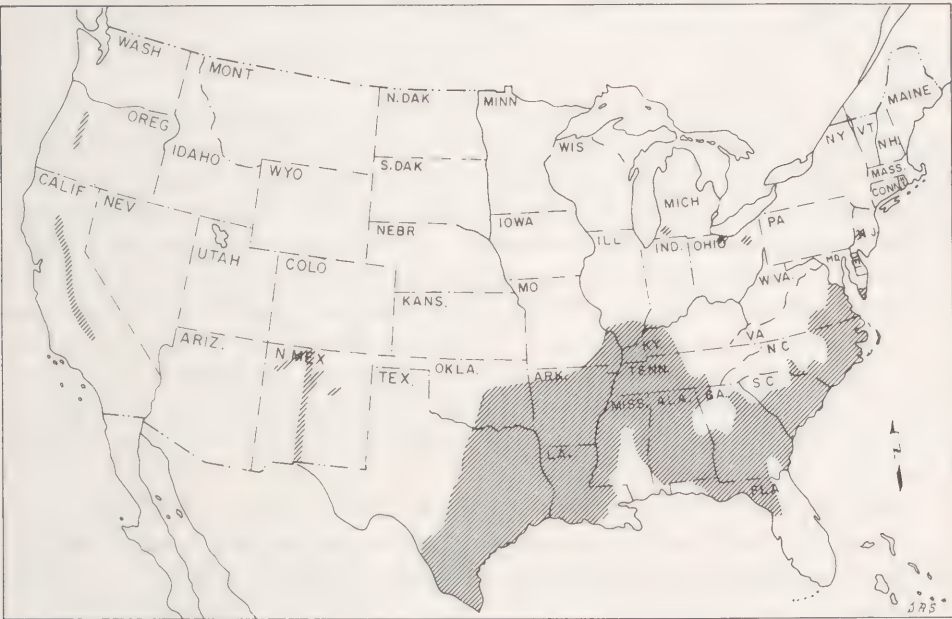 WASH
MONT
N.DAK
MINN
MAINE
OREG
NY
VT
N.H.
IDAHO
WIS
WYO
S.DAK
MASS.
CONN
CALIF
NEV
MICH
NEBR
IOWA
PA
N.J.
ILL
IND.
OHIO
UTAH
COLO
MD.
DEL
W.VA.
MO
KANS.
VA
ARIZ.
N.MEX
KY.
N.C
OKLA.
TEX.
ARK.
TENN.
S.C
MISS.
ALA.
GA.
LA.
FLA